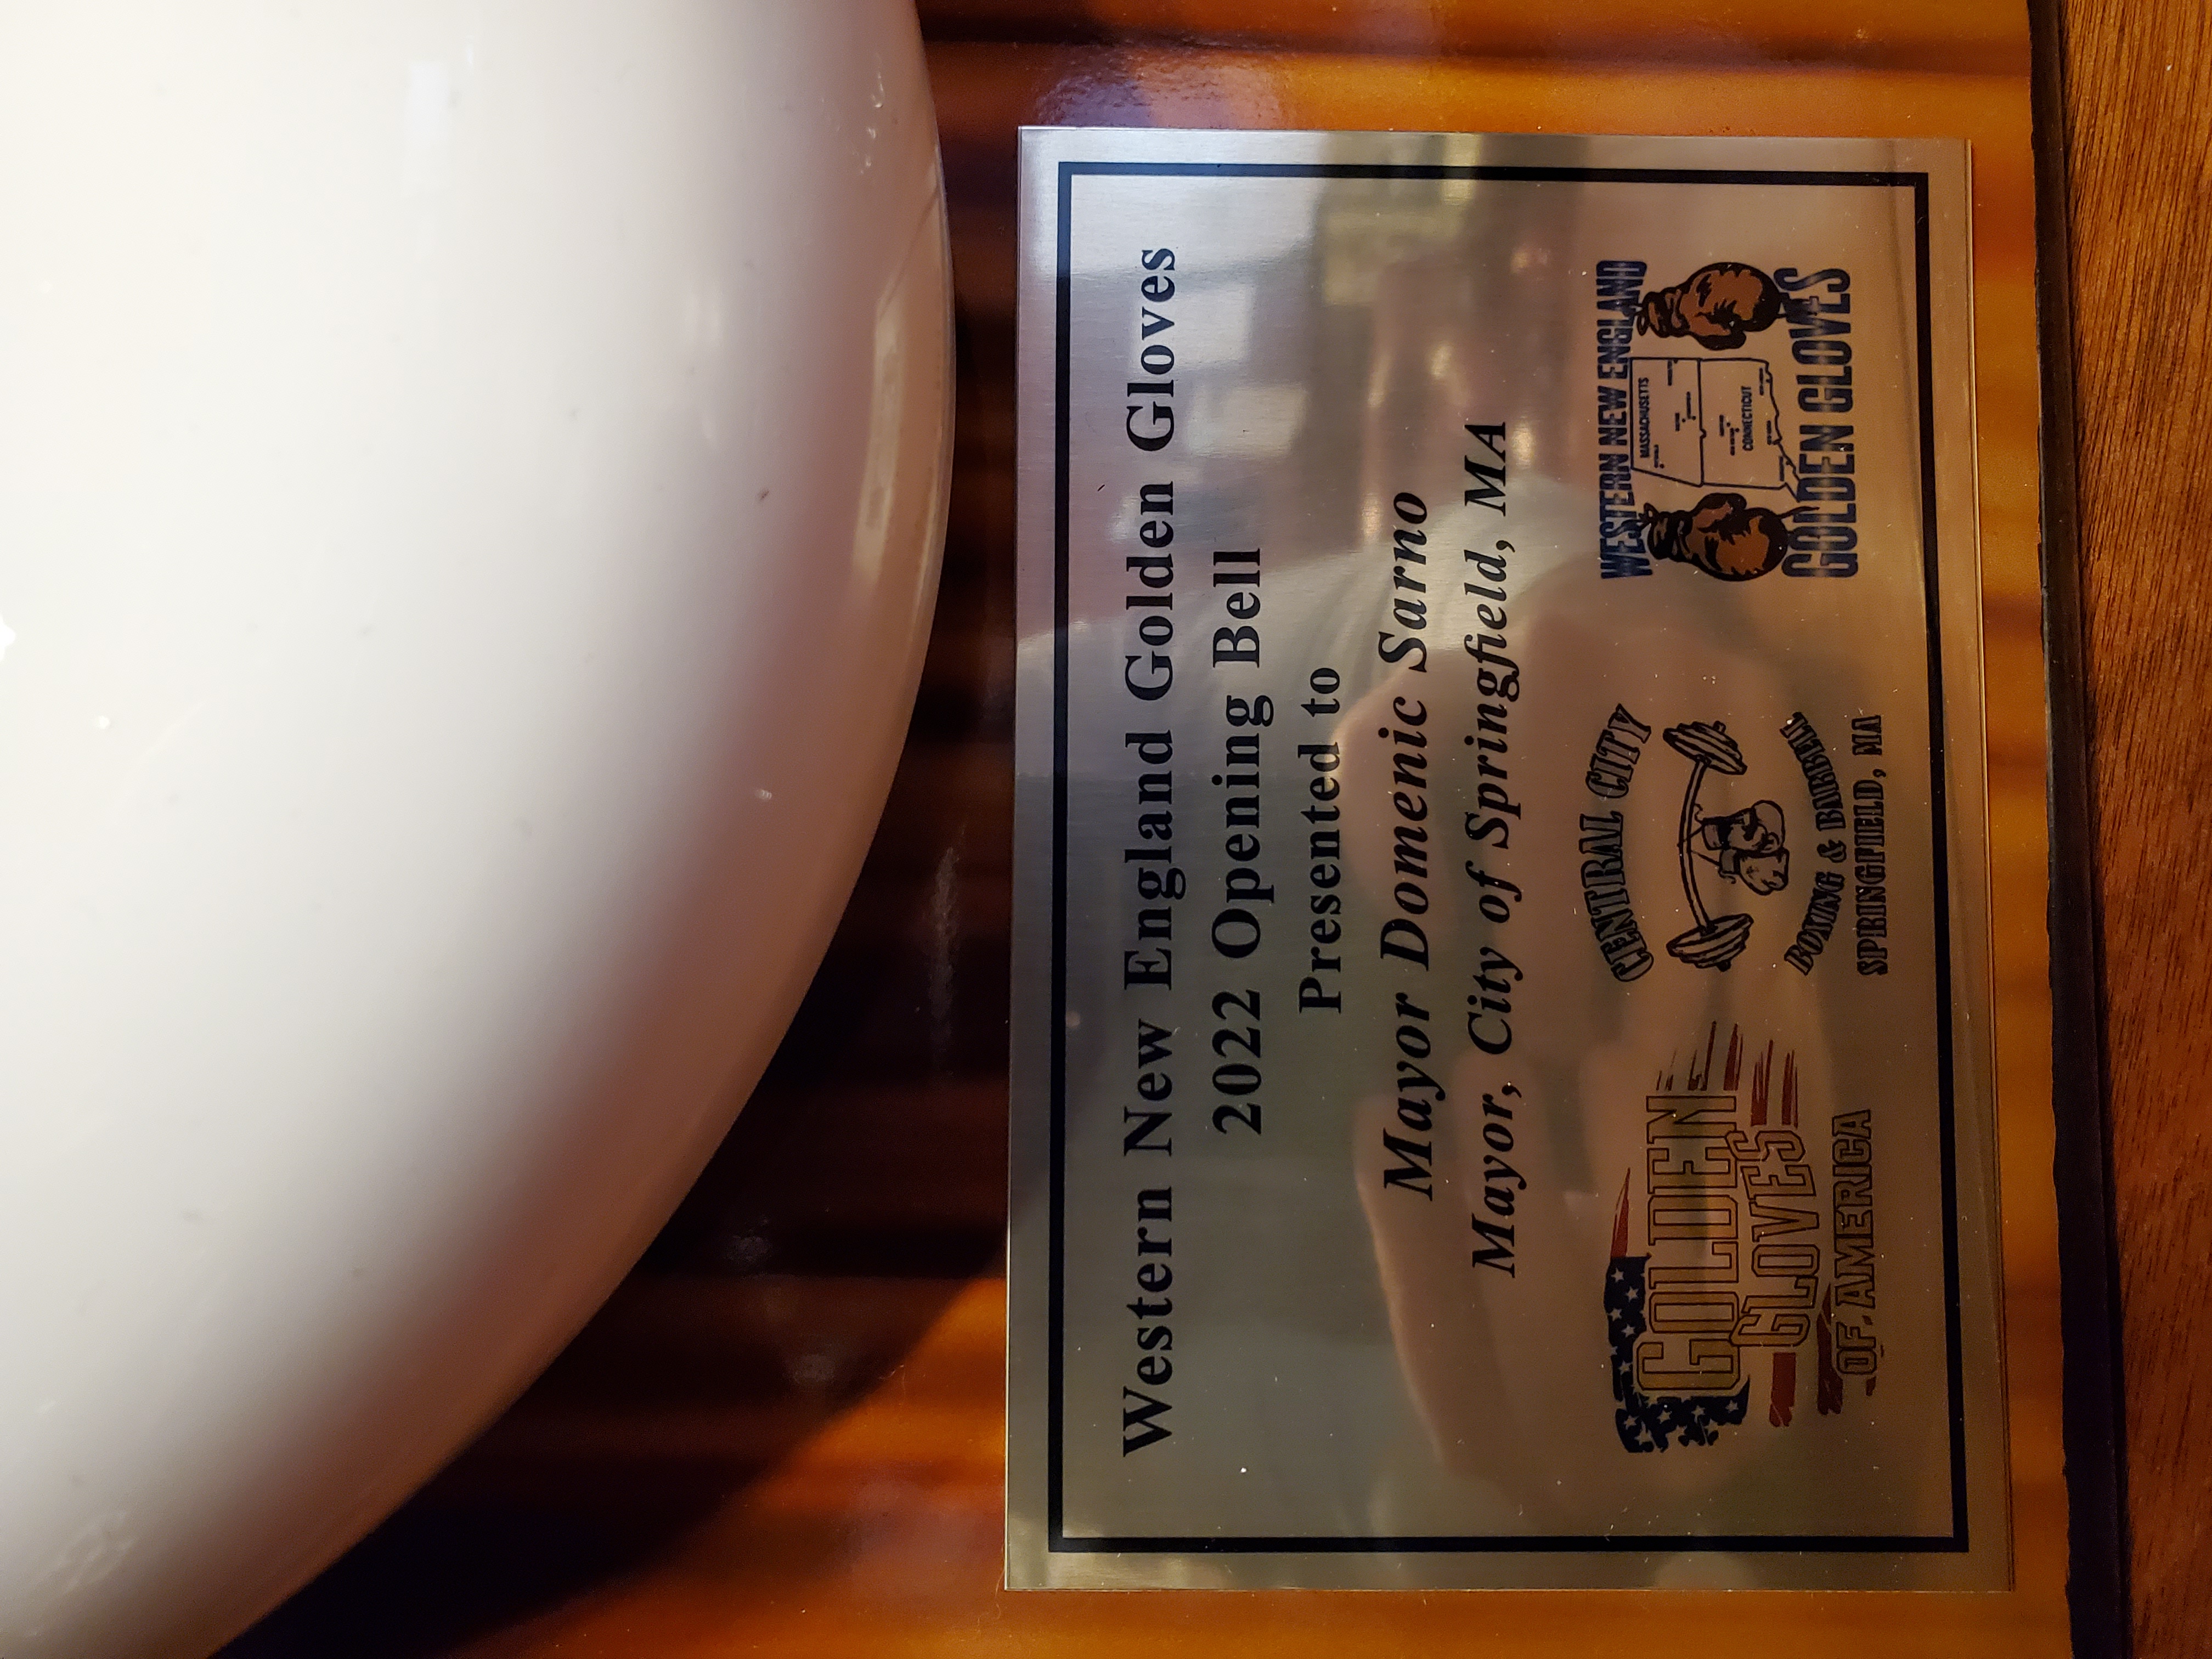 Western New England Golden Gloves
2022 Opening Bell
Presented to
Mayor Domenic Sarno
Mayor, City of Springfield, MA
GOLDEN
GLOVES
OF AMERICA
CENTRAL CITY
BOXING & BARBELL
SPRINGFIELD, MA
WESTERN NEW ENGLAND
MASSACHUSETTS
CONNECTICUT
GOLDEN GLOVES